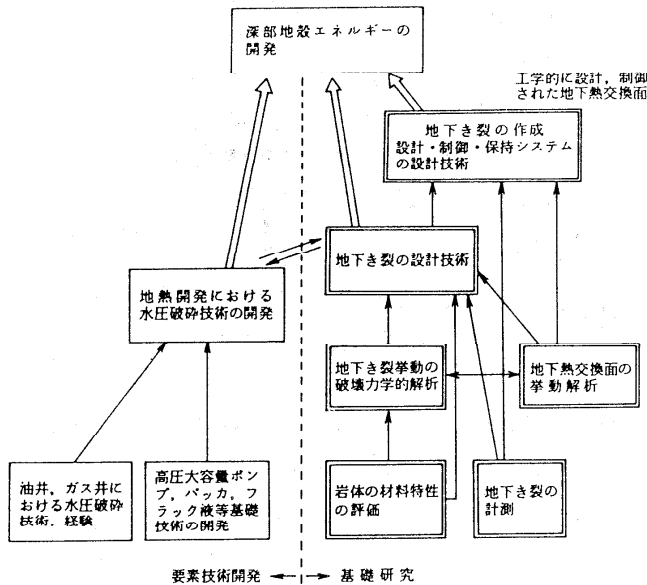 深部地殻エネルギーの
開発
工学的に設計，制御
された地下熱交換面
地下き裂の作成
設計・制御・保持システム
の設計技術
地下き裂の設計技術
地熱開発における
水圧破砕技術の開発
地下き裂挙動の
破壊力学的解析
地下熱交換面の
挙動解析
油井，ガス井に
おける水圧破砕
技術．経験
高圧大容量ポン
プ，パッカ，フ
ラック液等基礎
技術の開発
岩体の材料特性
の評価
地下き裂の
計測
要素技術開発
基礎研究